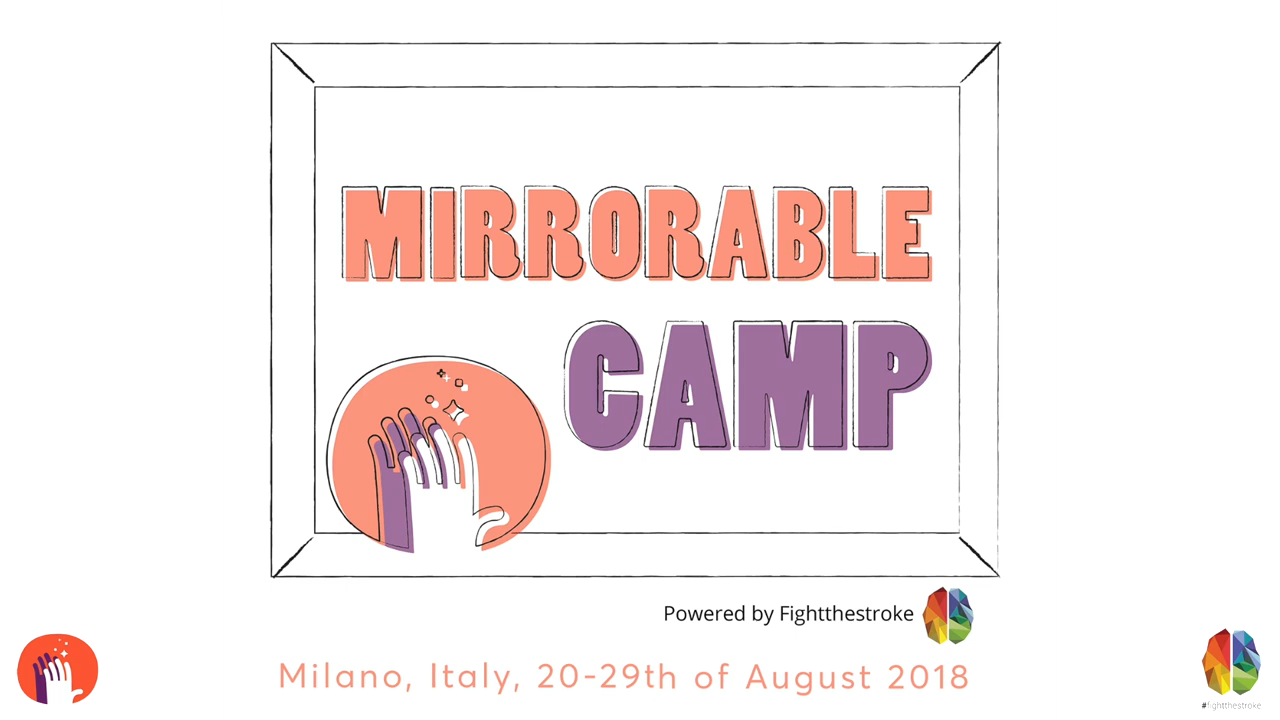 MIRRORABLE
CAMP
Powered by Fightthestroke
Milano, Italy, 20-29th of August 2018
#fightthestroke